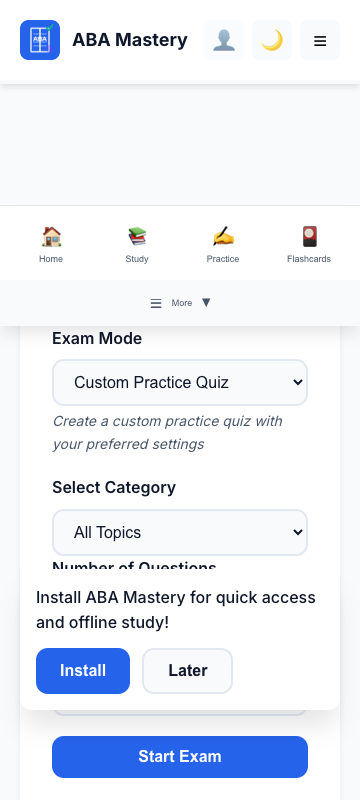 ABA
ABA Mastery
Home
Study
Practice
Flashcards
More
Exam Mode
Custom Practice Quiz
Create a custom practice quiz with
your preferred settings
Select Category
All Topics
Number of Questions
Install ABA Mastery for quick access
and offline study!
Install
Later
Start Exam